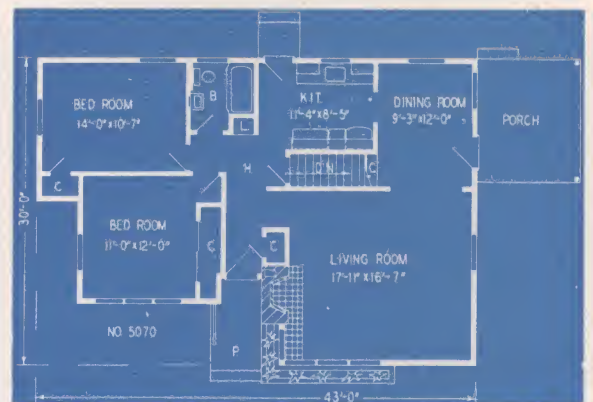 BED ROOM
14'-0"x10'-7"
B
L
KIT.
11'-4"x8'-5"
DINING ROOM
9'-3"x12'-0"
PORCH
H
DN
C
C
BED ROOM
11'-0"x12'-0"
C
C
LIVING ROOM
17'-11"x16'-7"
30'-0"
NO. 5070
P
43'-0"